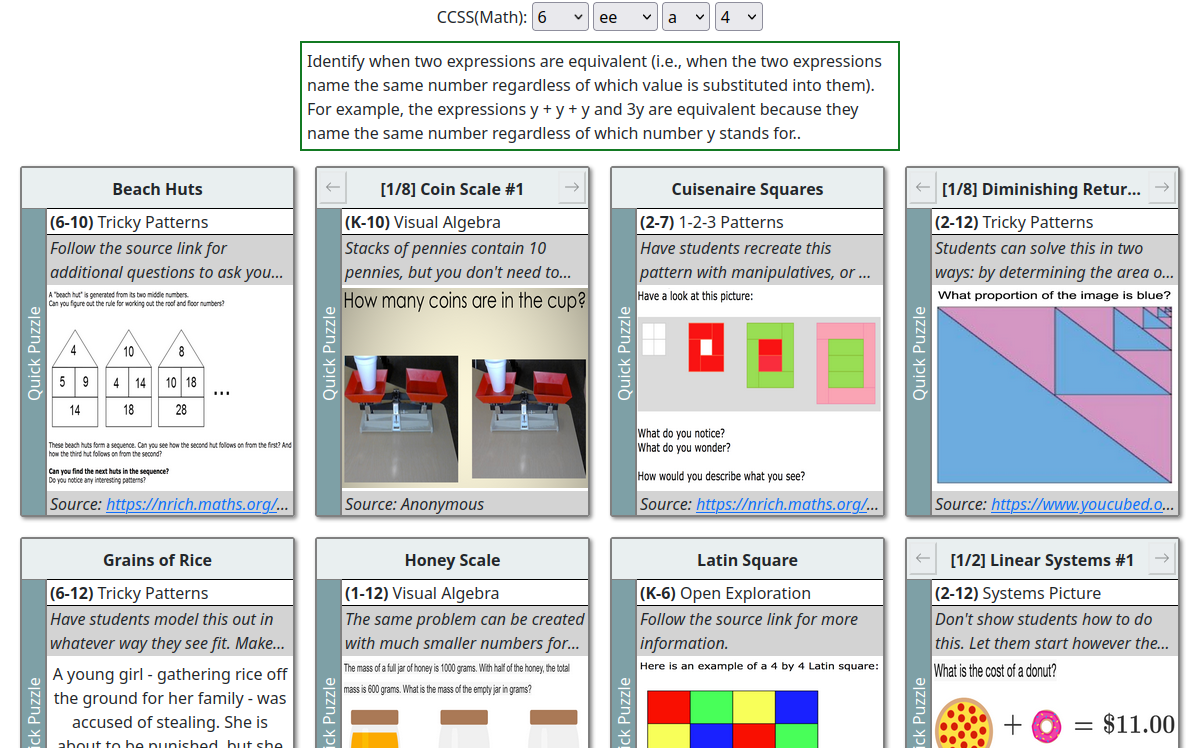 CCSS(Math): 6 ee a 4
Identify when two expressions are equivalent (i.e., when the two expressions
name the same number regardless of which value is substituted into them).
For example, the expressions y + y + y and 3y are equivalent because they
name the same number regardless of which number y stands for..
Beach Huts
Quick Puzzle
(6-10) Tricky Patterns
Follow the source link for
additional questions to ask you...
A "beach hut" is generated from its two middle numbers.
Can you figure out the rule for working out the roof and floor numbers?
4 10 8
5 9 4 14 10 18 ...
14 18 28
These beach huts form a sequence. Can you see how the second hut follows on from the first? And
how the third hut follows on from the second?
Can you find the next huts in the sequence?
Do you notice any interesting patterns?
Source: https://nrich.maths.org/...
← [1/8] Coin Scale #1 →
Quick Puzzle
(K-10) Visual Algebra
Stacks of pennies contain 10
pennies, but you don't need to...
How many coins are in the cup?
Source: Anonymous
Cuisenaire Squares
Quick Puzzle
(2-7) 1-2-3 Patterns
Have students recreate this
pattern with manipulatives, or ...
Have a look at this picture:
What do you notice?
What do you wonder?
How would you describe what you see?
Source: https://nrich.maths.org/...
← [1/8] Diminishing Retur... →
Quick Puzzle
(2-12) Tricky Patterns
Students can solve this in two
ways: by determining the area o...
What proportion of the image is blue?
Source: https://www.youcubed.o...
Grains of Rice
Quick Puzzle
(6-12) Tricky Patterns
Have students model this out in
whatever way they see fit. Make...
A young girl - gathering rice off
the ground for her family - was
accused of stealing. She is
about to be punished, but she
Honey Scale
Quick Puzzle
(1-12) Visual Algebra
The same problem can be created
with much smaller numbers for...
The mass of a full jar of honey is 1000 grams. With half of the honey, the total
mass is 600 grams. What is the mass of the empty jar in grams?
Latin Square
Quick Puzzle
(K-6) Open Exploration
Follow the source link for more
information.
Here is an example of a 4 by 4 Latin square:
← [1/2] Linear Systems #1 →
Quick Puzzle
(2-12) Systems Picture
Don't show students how to do
this. Let them start however the...
What is the cost of a donut?
+ = $11.00